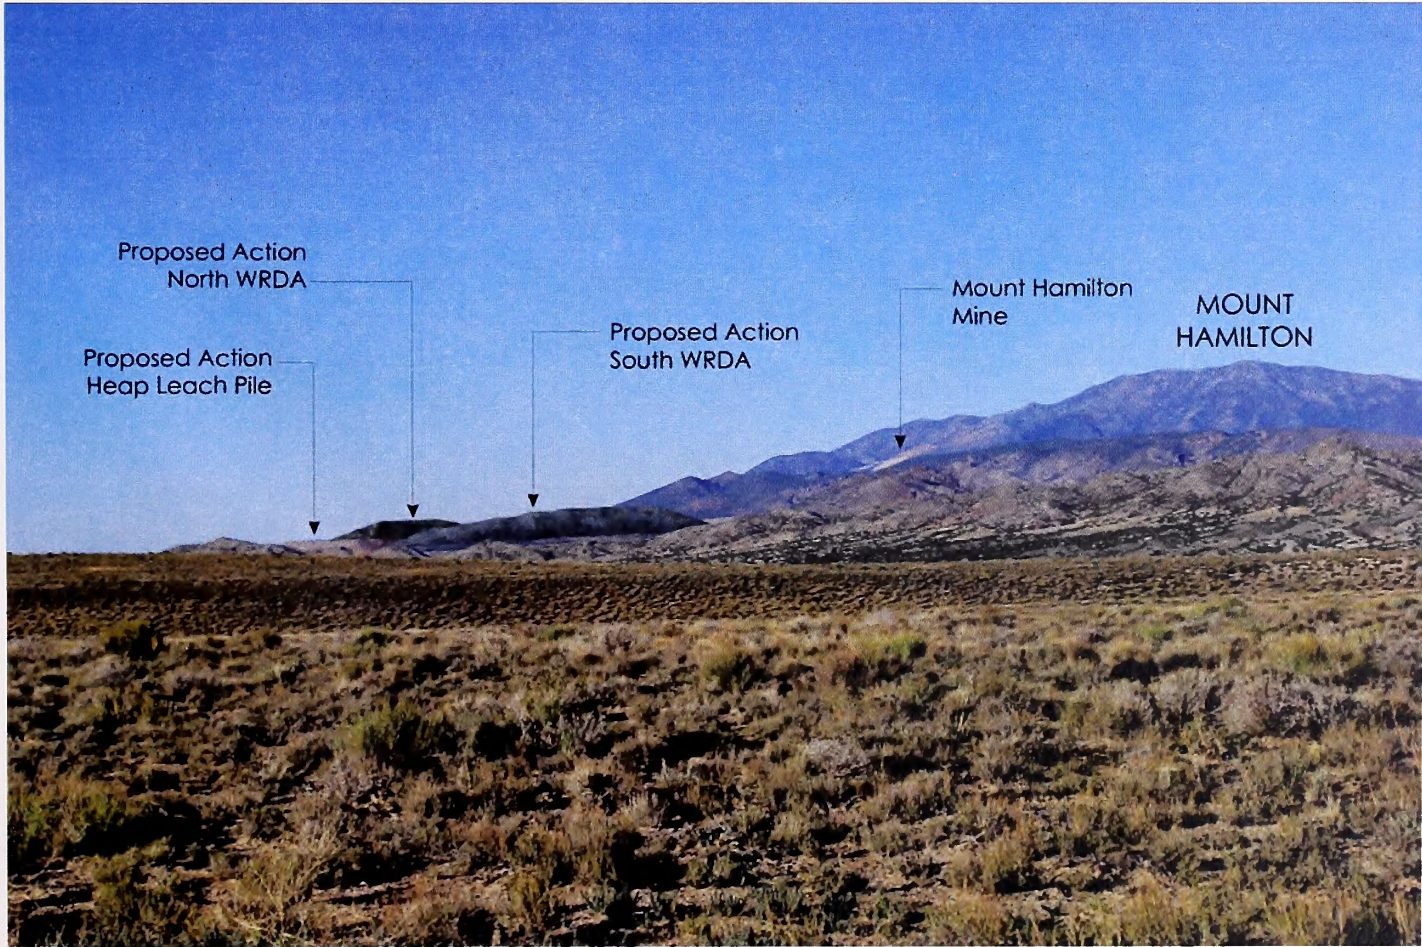 Proposed Action
North WRDA
Proposed Action
Heap Leach Pile
Proposed Action
South WRDA
Mount Hamilton
Mine
MOUNT
HAMILTON